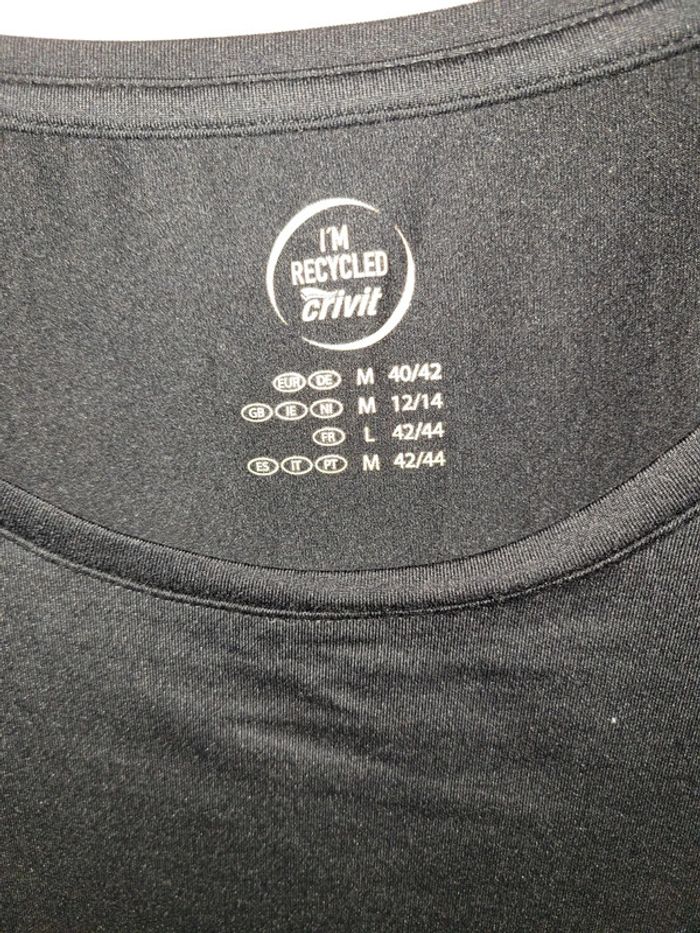 I'M
RECYCLED
crivit
EUR DE M 40/42
GB IE NI M 12/14
FR L 42/44
ES IT PT M 42/44